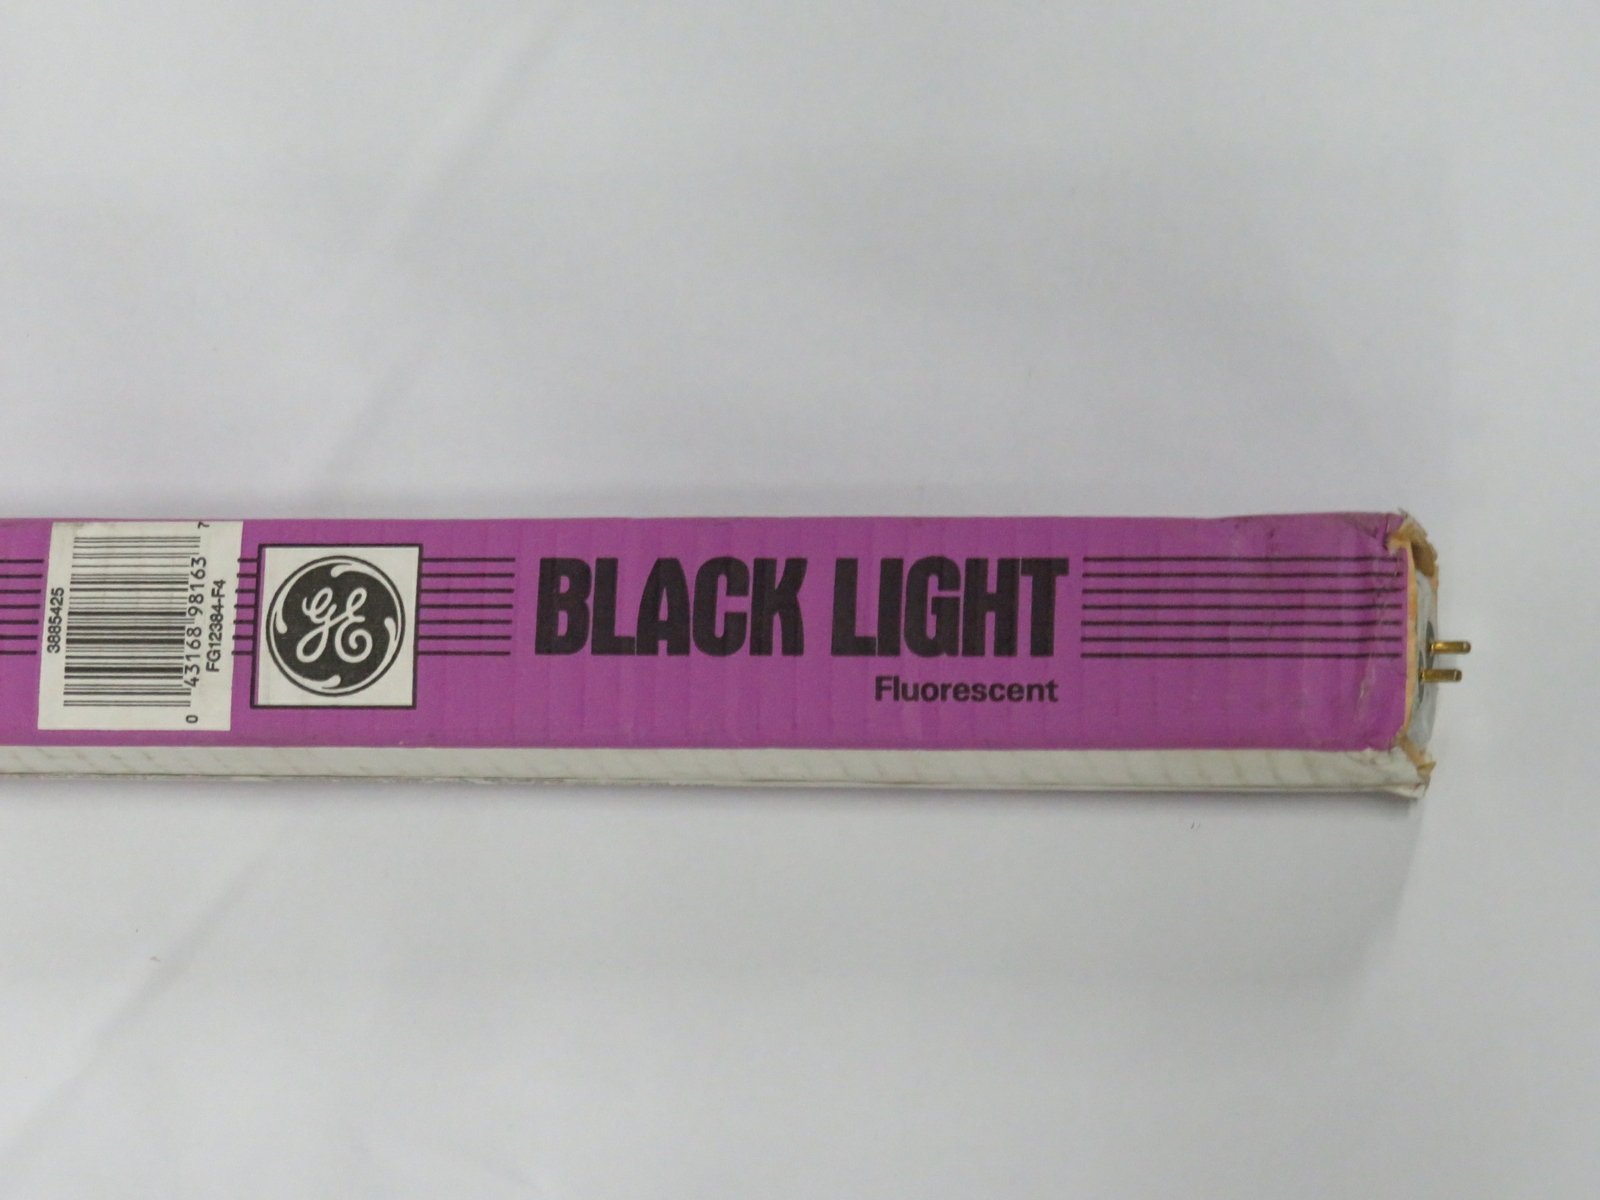 3885425
0 43168 98163 7
FG12384-F4
GE
BLACK LIGHT
Fluorescent